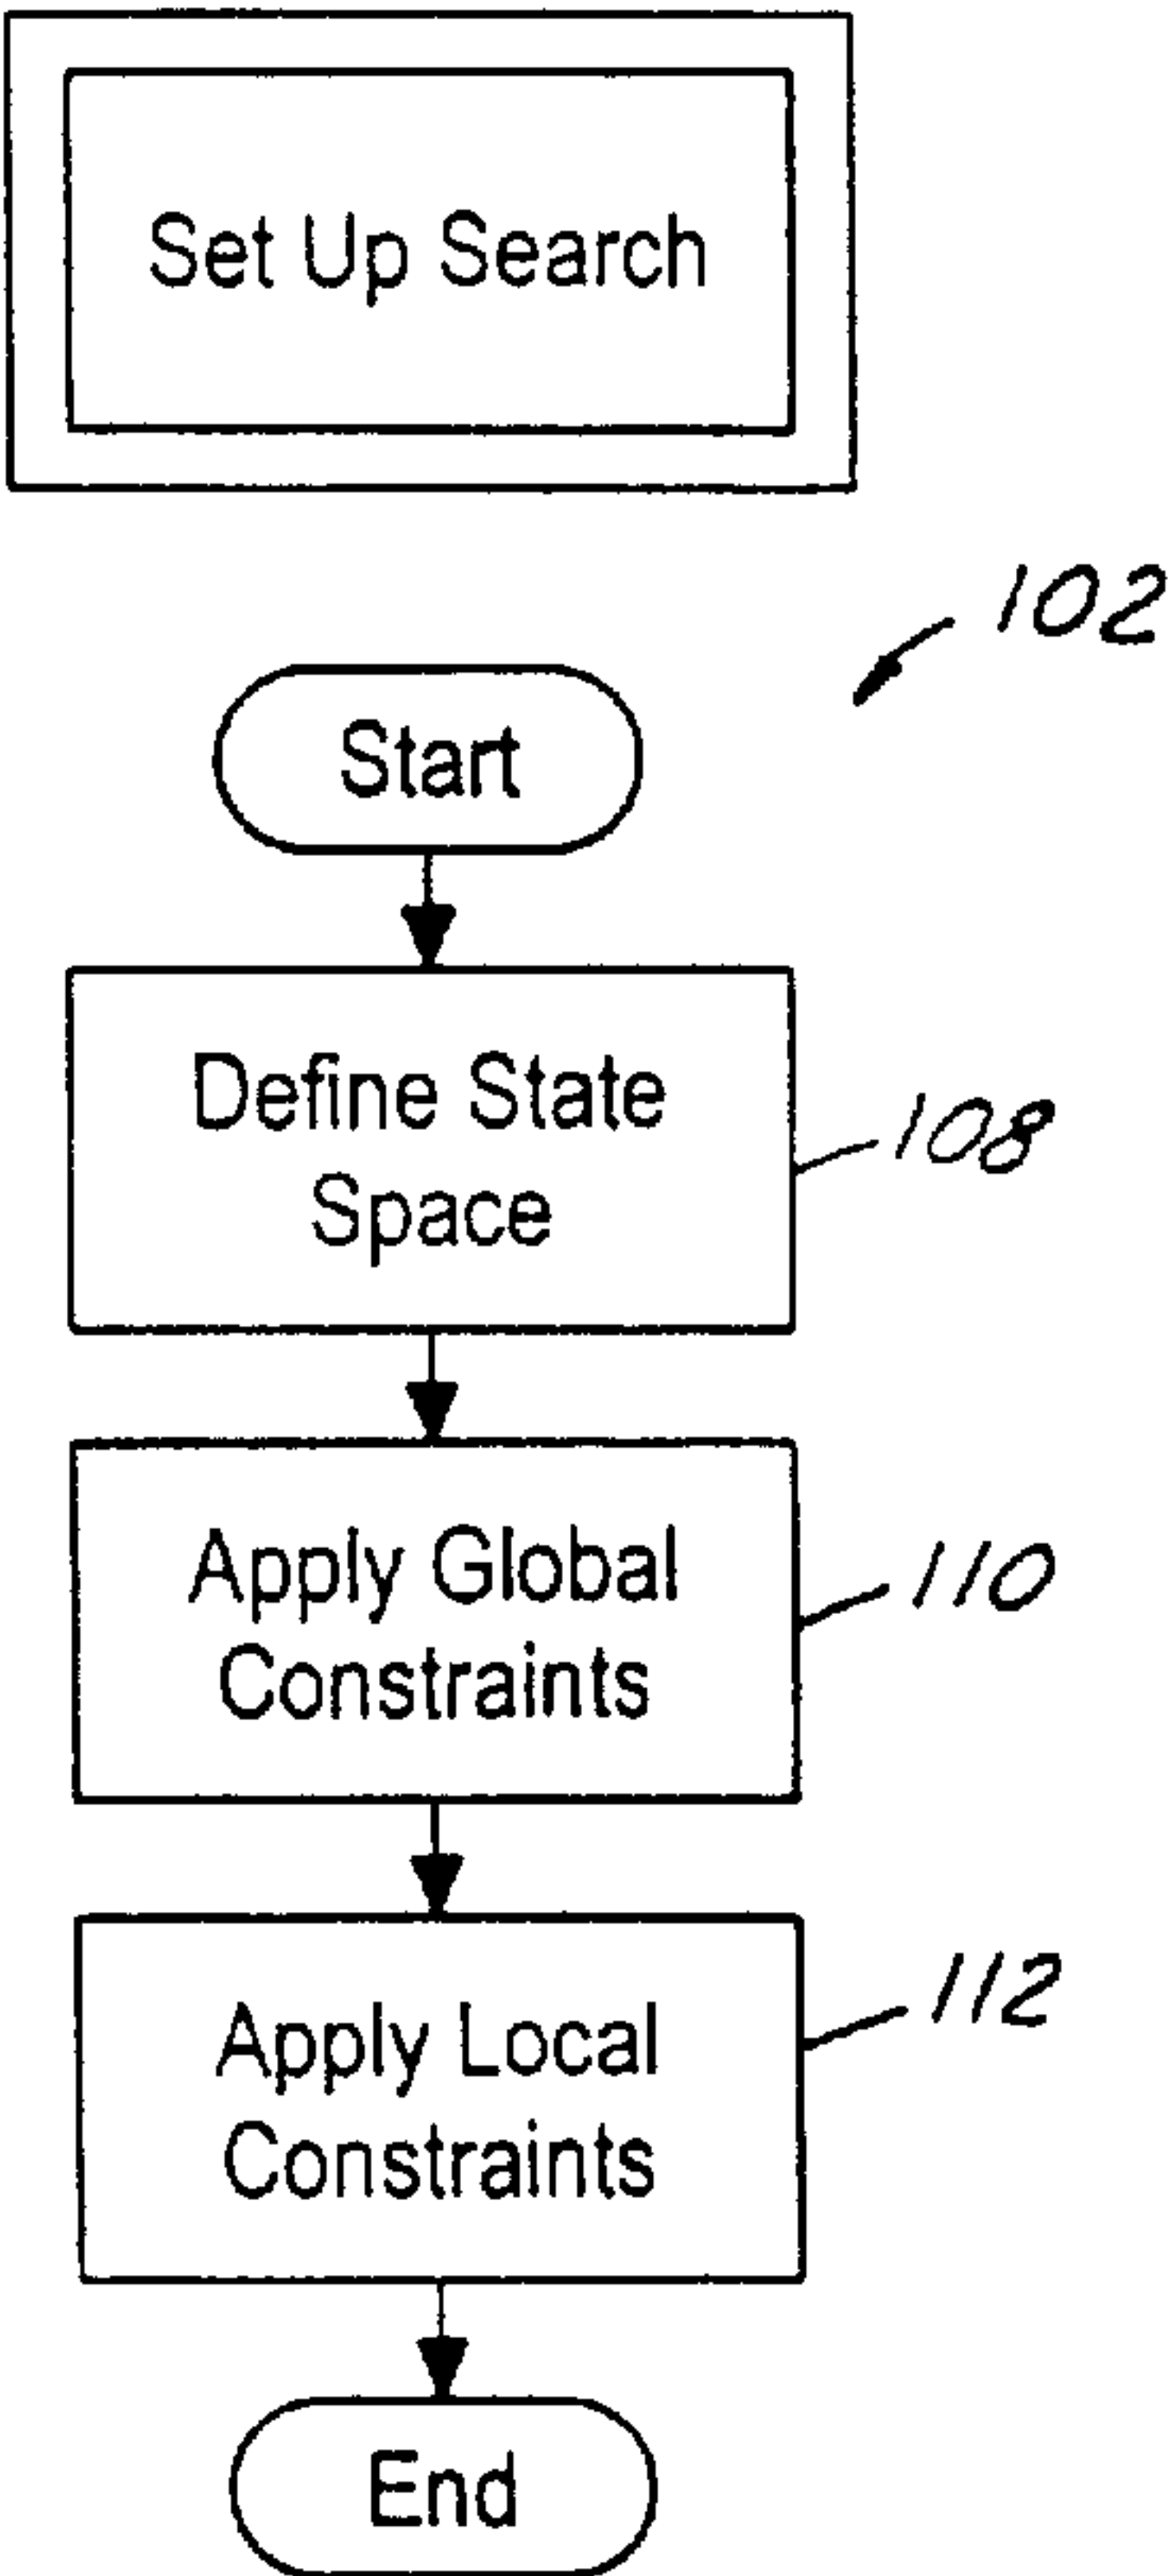 Set Up Search
102
Start
Define State
Space
108
Apply Global
Constraints
110
Apply Local
Constraints
112
End